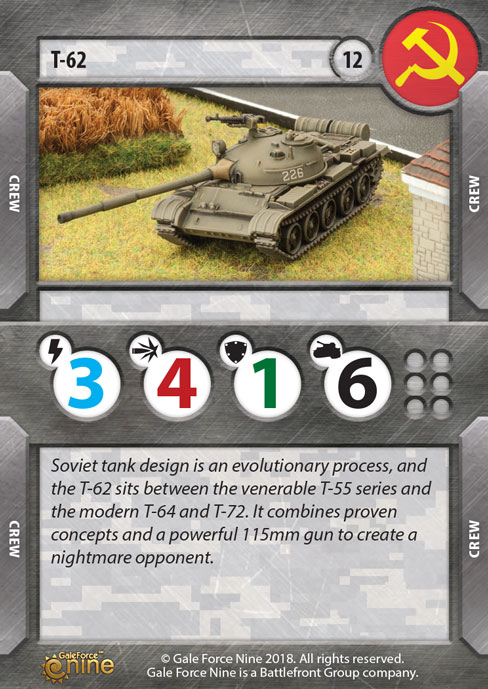 T-62
12
CREW
CREW
226
3
4
1
6
Soviet tank design is an evolutionary process, and
the T-62 sits between the venerable T-55 series and
the modern T-64 and T-72. It combines proven
concepts and a powerful 115mm gun to create a
nightmare opponent.
CREW
CREW
GaleForce™
nine
© Gale Force Nine 2018. All rights reserved.
Gale Force Nine is a Battlefront Group company.